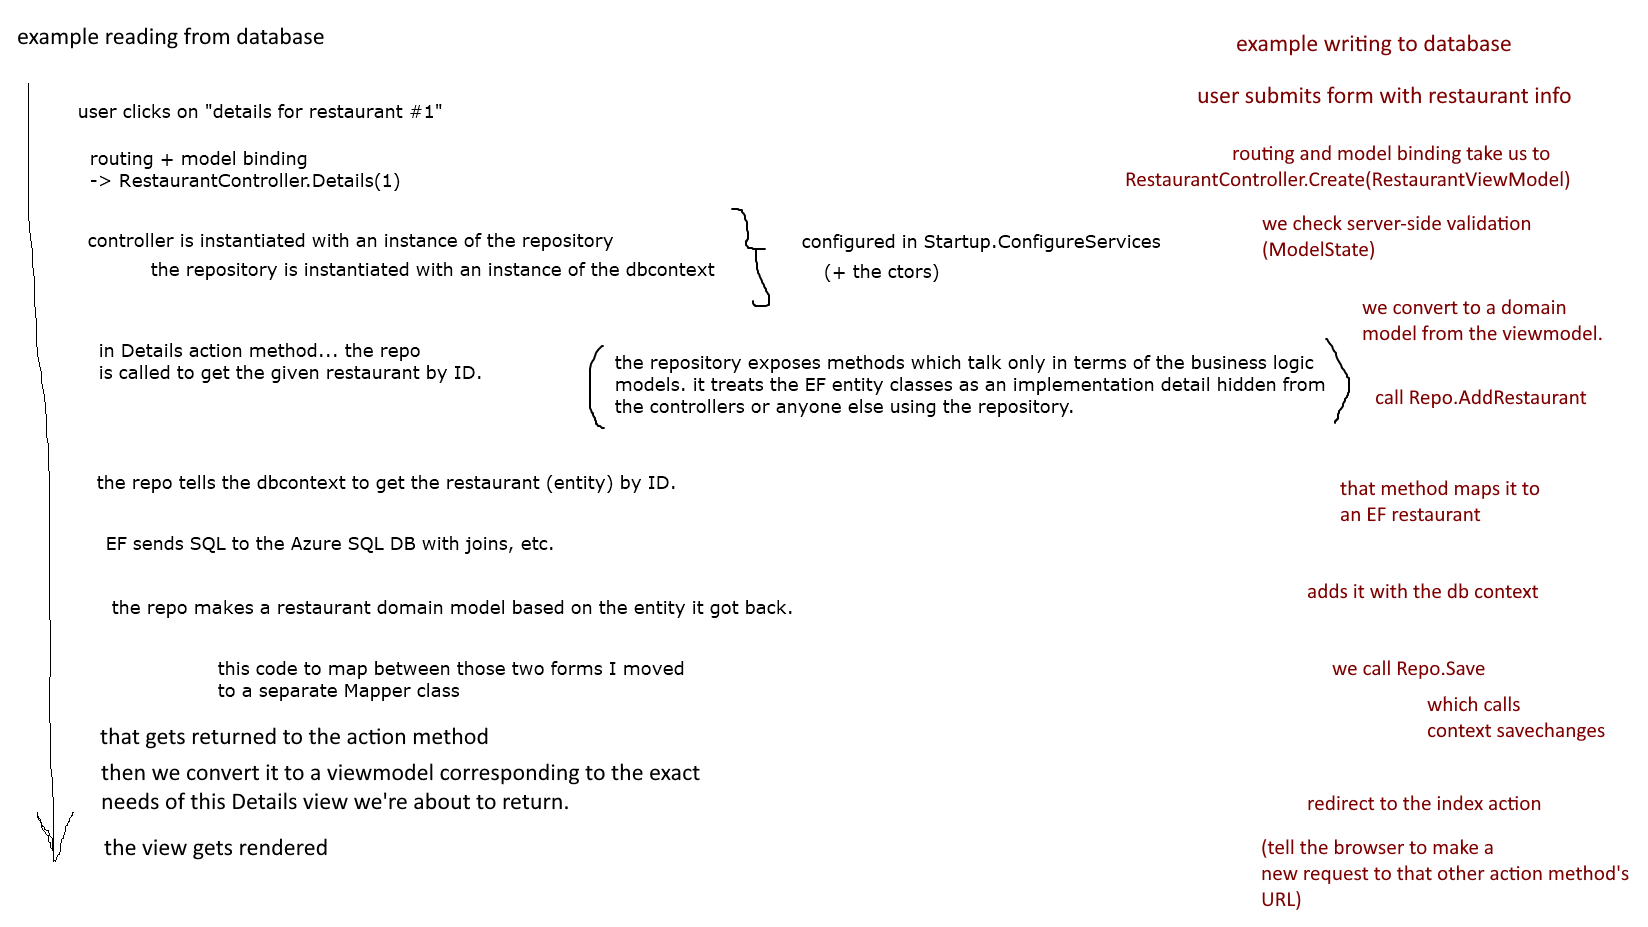 example reading from database
user clicks on "details for restaurant #1"
routing + model binding
-> RestaurantController.Details(1)
controller is instantiated with an instance of the repository
the repository is instantiated with an instance of the dbcontext
configured in Startup.ConfigureServices
(+ the ctors)
in Details action method... the repo
is called to get the given restaurant by ID.
the repository exposes methods which talk only in terms of the business logic
models. it treats the EF entity classes as an implementation detail hidden from
the controllers or anyone else using the repository.
the repo tells the dbcontext to get the restaurant (entity) by ID.
EF sends SQL to the Azure SQL DB with joins, etc.
the repo makes a restaurant domain model based on the entity it got back.
this code to map between those two forms I moved
to a separate Mapper class
that gets returned to the action method
then we convert it to a viewmodel corresponding to the exact
needs of this Details view we're about to return.
the view gets rendered
example writing to database
user submits form with restaurant info
routing and model binding take us to
RestaurantController.Create(RestaurantViewModel)
we check server-side validation
(ModelState)
we convert to a domain
model from the viewmodel.
call Repo.AddRestaurant
that method maps it to
an EF restaurant
adds it with the db context
we call Repo.Save
which calls
context savechanges
redirect to the index action
(tell the browser to make a
new request to that other action method's
URL)